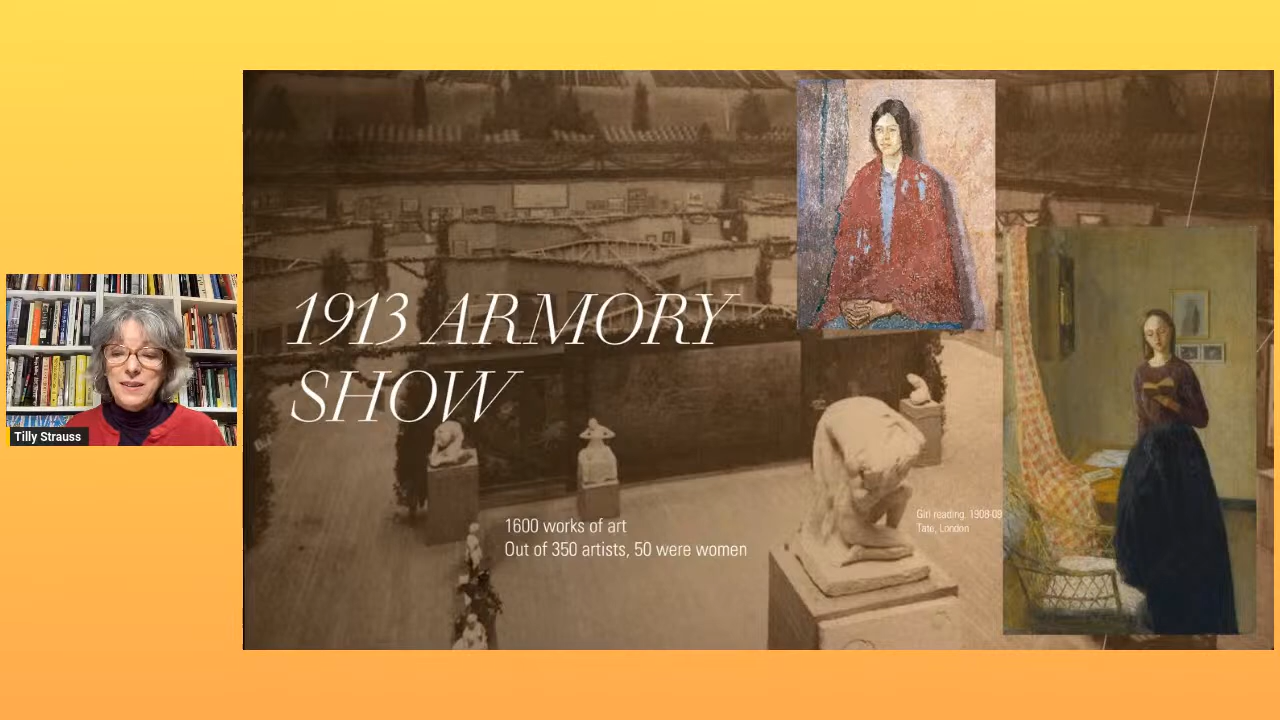 1913 ARMORY
SHOW
1600 works of art
Out of 350 artists, 50 were women
Girl reading, 1908-09
Tate, London
Tilly Strauss